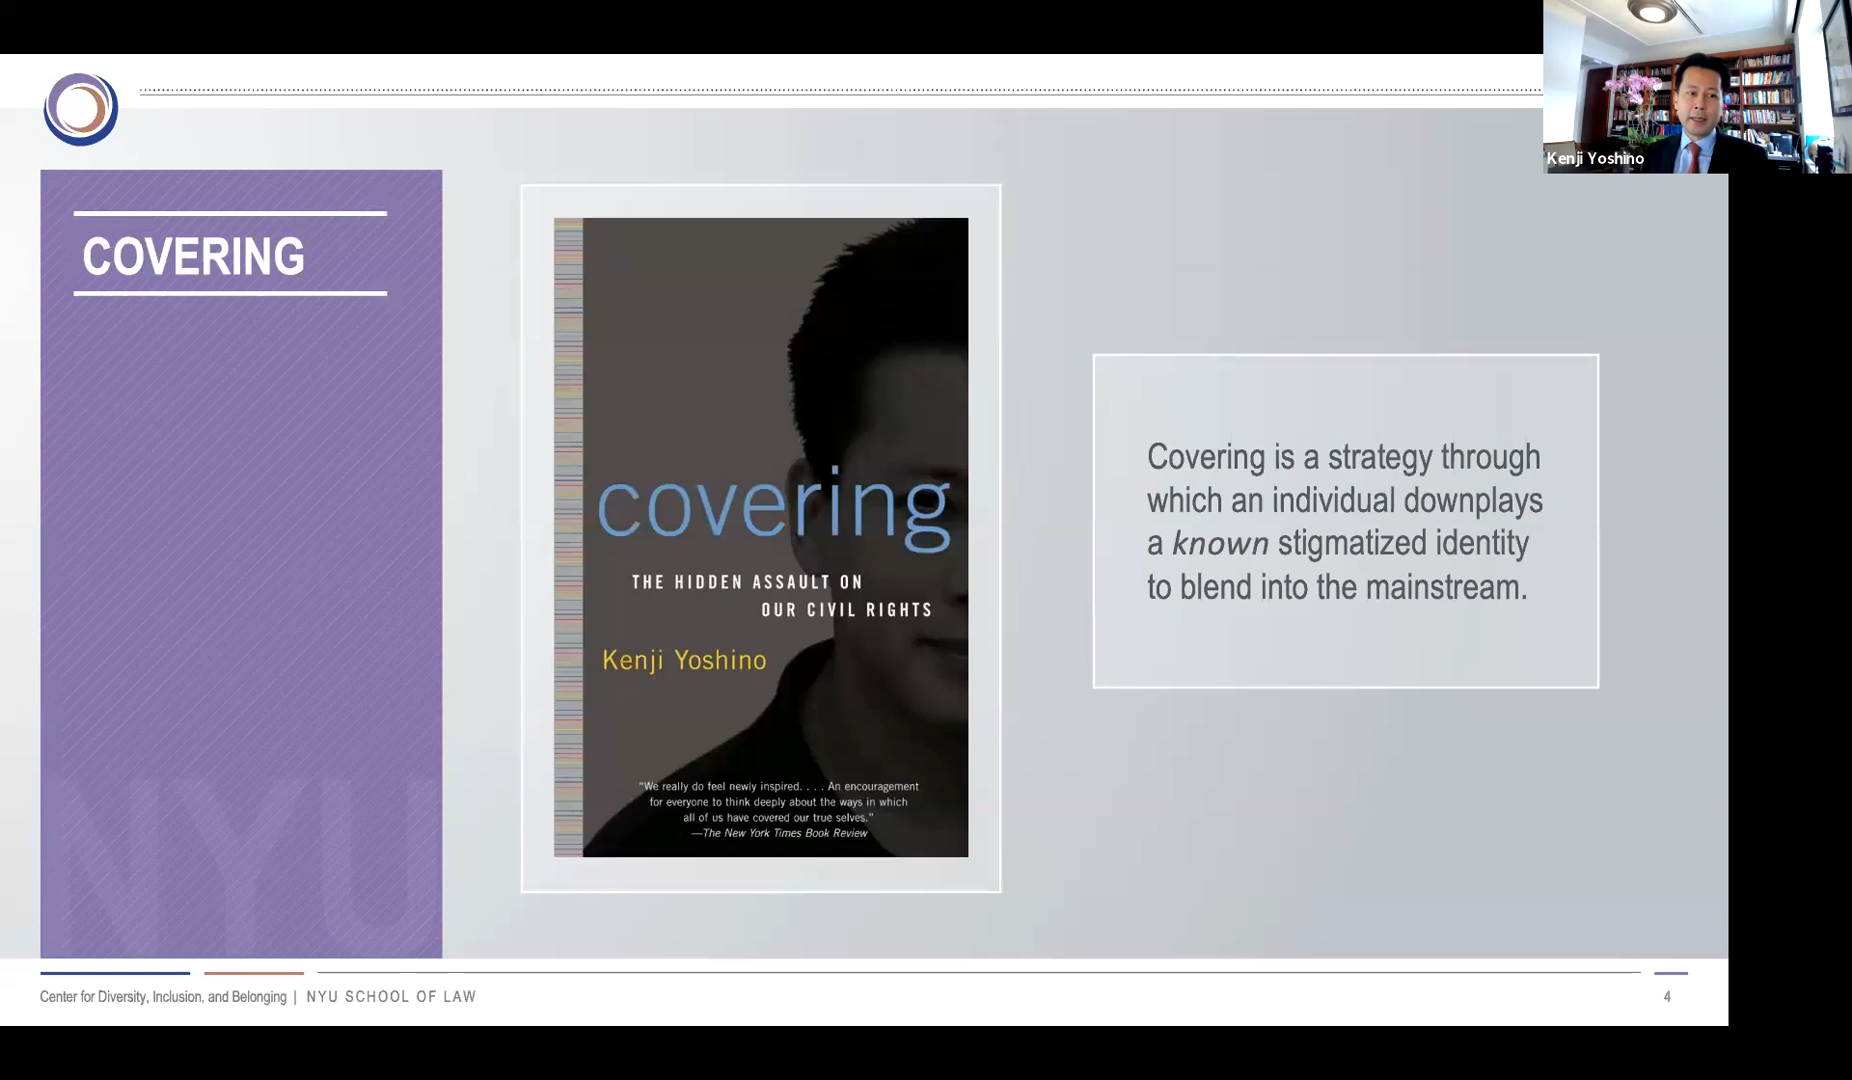 Kenji Yoshino
COVERING
covering
THE HIDDEN ASSAULT ON
OUR CIVIL RIGHTS
Kenji Yoshino
"We really do feel newly inspired. . . . An encouragement
for everyone to think deeply about the ways in which
all of us have covered our true selves."
—The New York Times Book Review
Covering is a strategy through
which an individual downplays
a known stigmatized identity
to blend into the mainstream.
NYU
Center for Diversity, Inclusion, and Belonging | NYU SCHOOL OF LAW
4